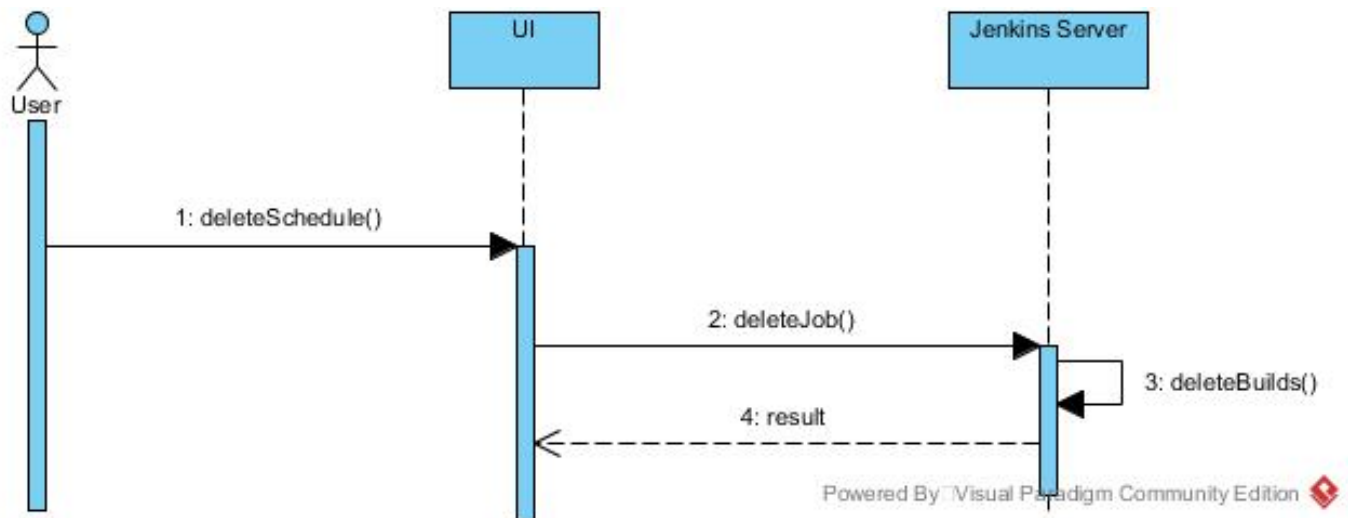 UI
Jenkins Server
User
1: deleteSchedule()
2: deleteJob()
3: deleteBuilds()
4: result
Powered By Visual Paradigm Community Edition